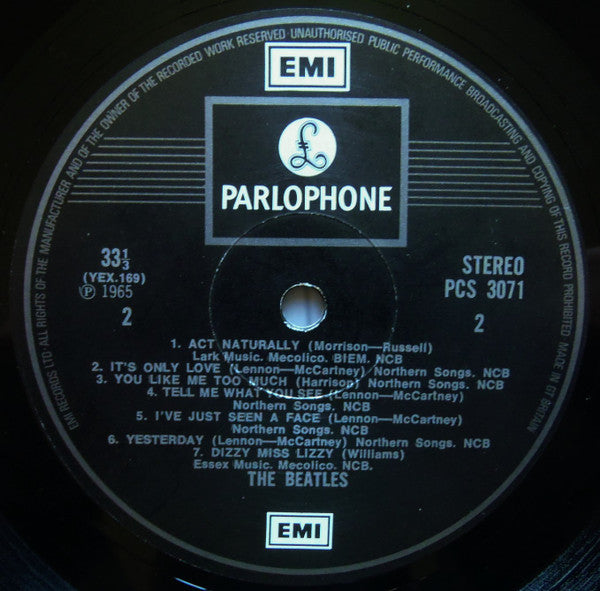 EMI RECORDS LTD· ALL RIGHTS OF THE MANUFACTURER AND OF THE OWNER OF THE RECORDED WORK RESERVED UNAUTHORISED PUBLIC PERFORMANCE BROADCASTING AND COPYING OF THIS RECORD PROHIBITED MADE IN GT BRITAIN
EMI
£
PARLOPHONE
33⅓
(YEX.169)
℗ 1965
2
STEREO
PCS 3071
2
1. ACT NATURALLY (Morrison—Russell)
Lark Music. Mecolico. BIEM. NCB
2. IT'S ONLY LOVE (Lennon—McCartney) Northern Songs. NCB
3. YOU LIKE ME TOO MUCH (Harrison) Northern Songs. NCB
4. TELL ME WHAT YOU SEE (Lennon—McCartney)
Northern Songs. NCB
5. I'VE JUST SEEN A FACE (Lennon—McCartney)
Northern Songs. NCB
6. YESTERDAY (Lennon—McCartney) Northern Songs. NCB
7. DIZZY MISS LIZZY (Williams)
Essex Music. Mecolico. NCB.
THE BEATLES
EMI